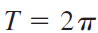 T = 2π